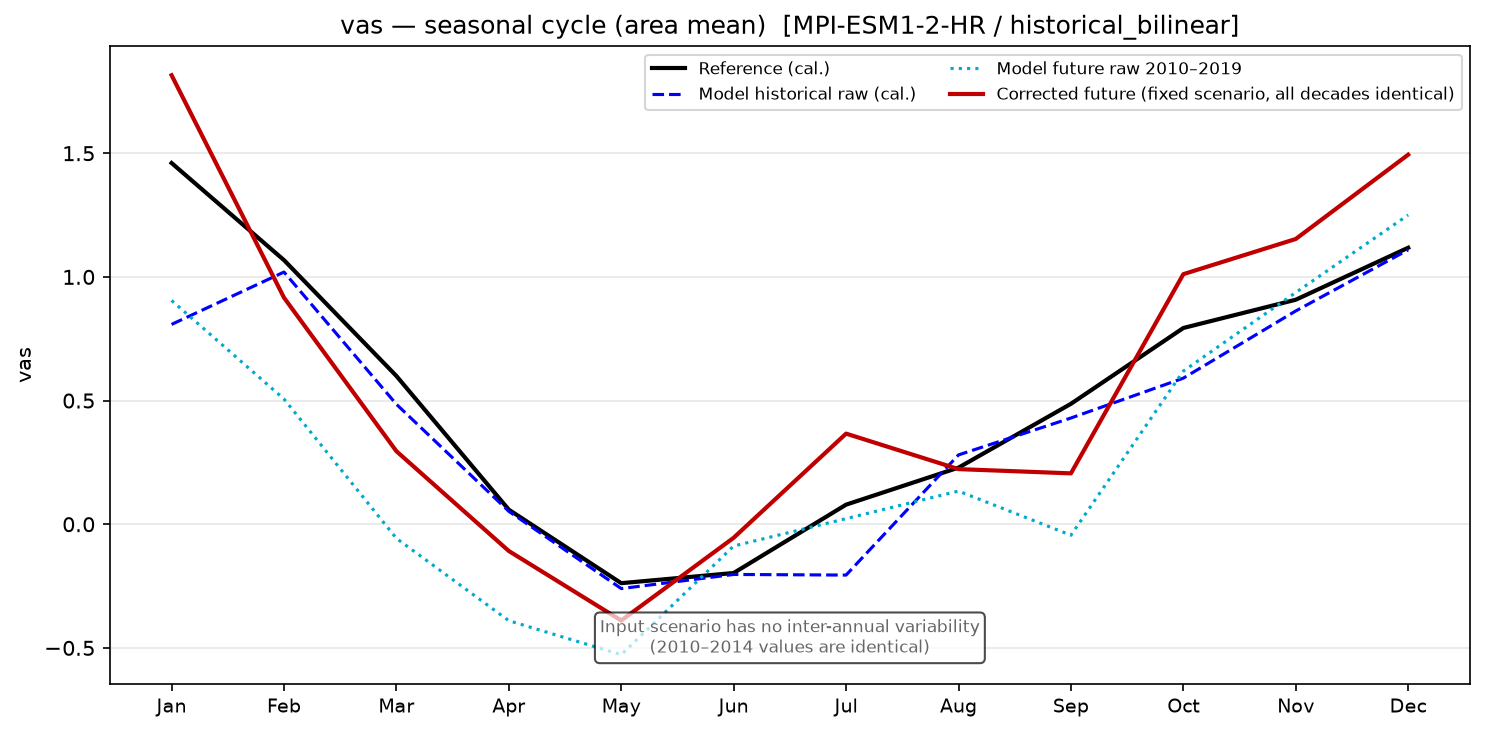 vas — seasonal cycle (area mean)  [MPI-ESM1-2-HR / historical_bilinear]
Reference (cal.)
Model historical raw (cal.)
Model future raw 2010–2019
Corrected future (fixed scenario, all decades identical)
vas
1.5
1.0
0.5
0.0
−0.5
Input scenario has no inter-annual variability
(2010–2014 values are identical)
Jan Feb Mar Apr May Jun Jul Aug Sep Oct Nov Dec